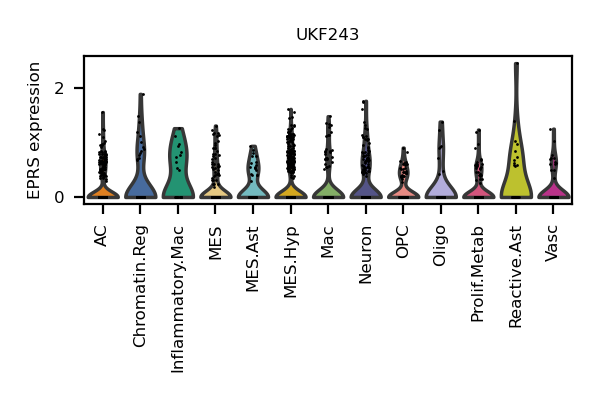 UKF243
EPRS expression
2
0
AC
Chromatin.Reg
Inflammatory.Mac
MES
MES.Ast
MES.Hyp
Mac
Neuron
OPC
Oligo
Prolif.Metab
Reactive.Ast
Vasc